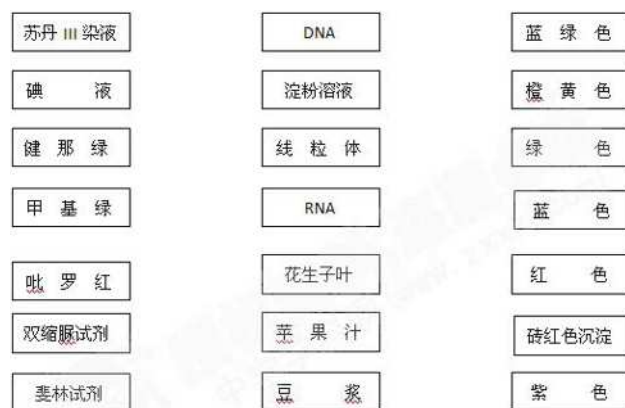 苏丹 III 染液 DNA 蓝 绿 色
碘 液 淀粉溶液 橙 黄 色
健 那 绿 线 粒 体 绿 色
甲 基 绿 RNA 蓝 色
吡 罗 红 花生子叶 红 色
双缩脲试剂 苹 果 汁 砖红色沉淀
斐林试剂 豆 浆 紫 色